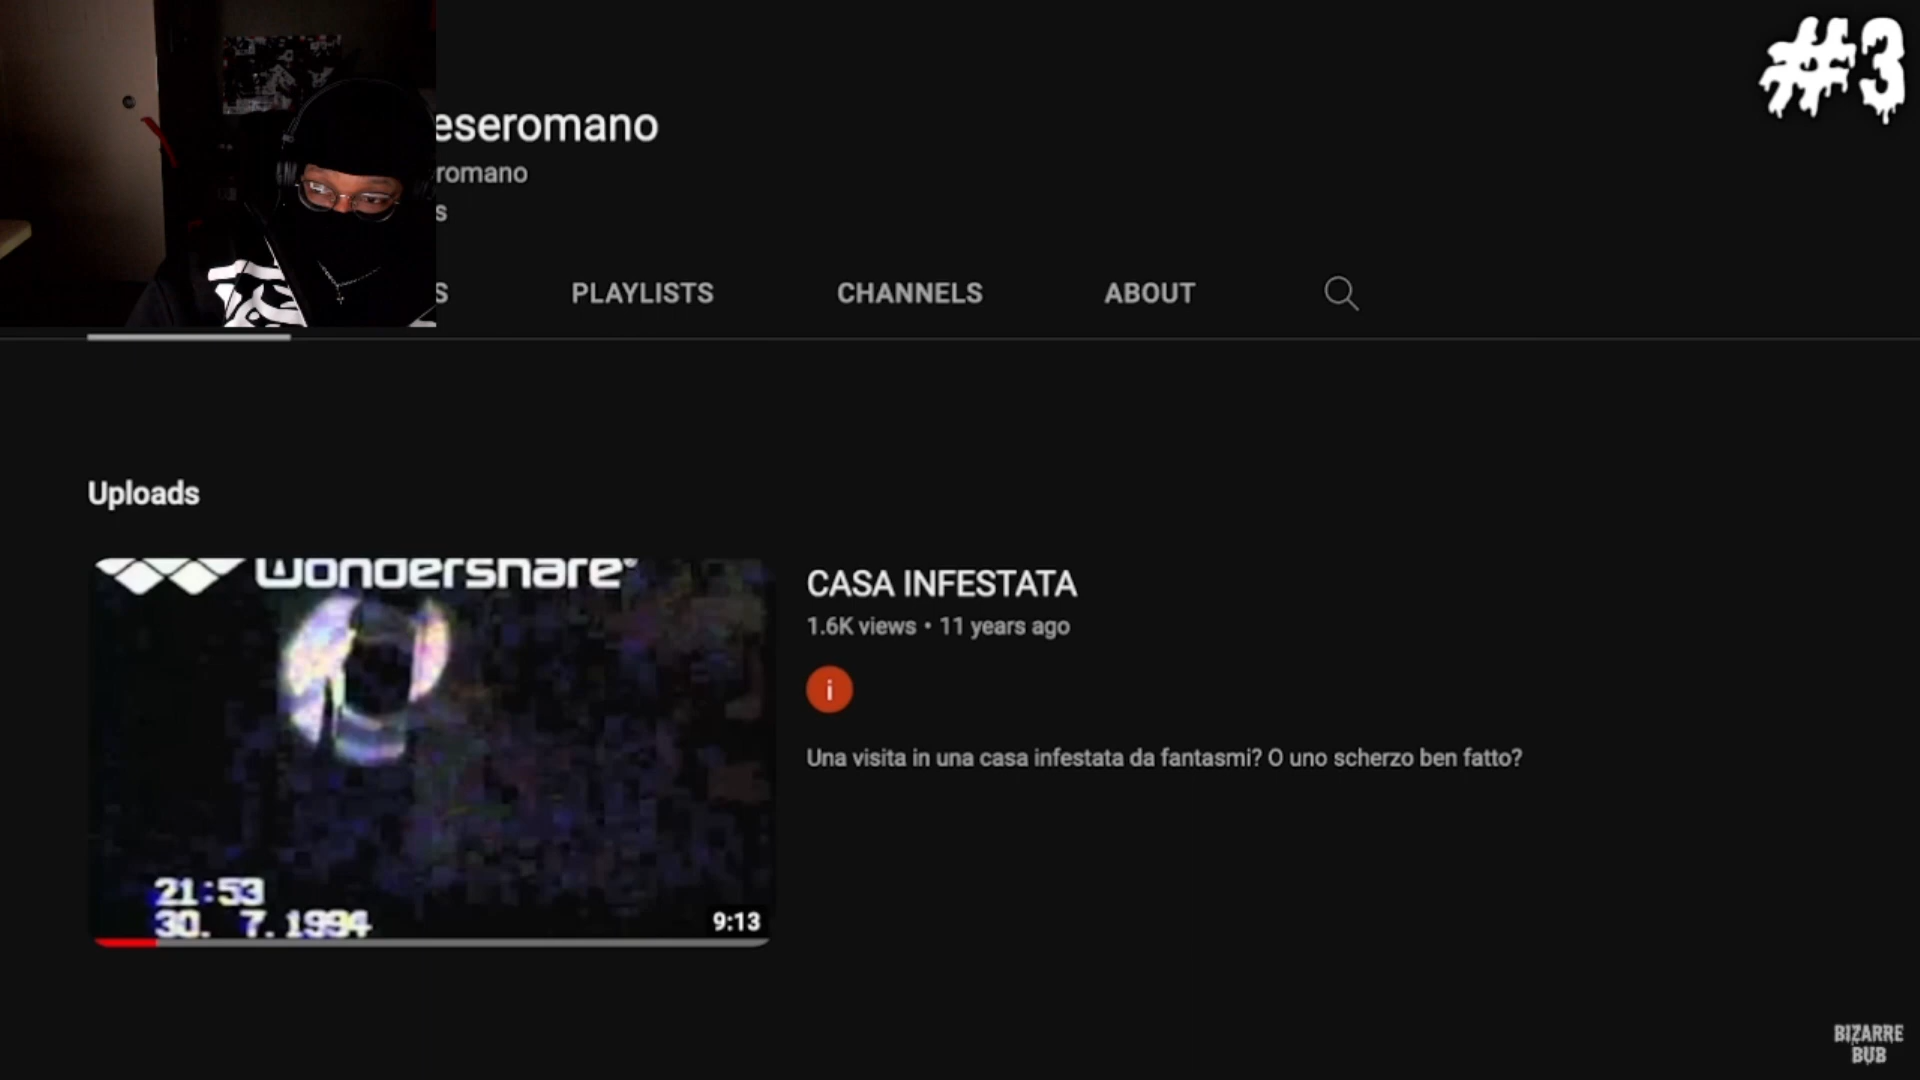 #3
eseromano
romano
s
S
PLAYLISTS
CHANNELS
ABOUT
Uploads
wondershare
CASA INFESTATA
1.6K views • 11 years ago
i
Una visita in una casa infestata da fantasmi? O uno scherzo ben fatto?
21:53
30. 7.1994
9:13
BIZARRE
BUB